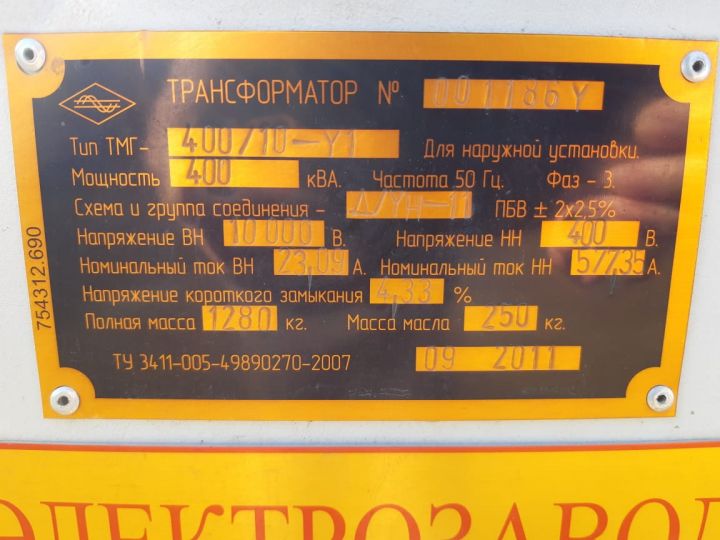 ТРАНСФОРМАТОР № 001186У
Тип ТМГ- 400/10-У1 Для наружной установки.
Мощность 400 кВА. Частота 50 Гц. Фаз - 3.
Схема и группа соединения - Д/УН-11 ПБВ ± 2х2,5%
Напряжение ВН 10 000 В. Напряжение НН 400 В.
Номинальный ток ВН 23,09 А. Номинальный ток НН 577,35 А.
Напряжение короткого замыкания 4,33 %
Полная масса 1280 кг. Масса масла 250 кг.
ТУ 3411-005-49890270-2007 09 2011
754312.690
ЭЛЕКТРОЗАВОД